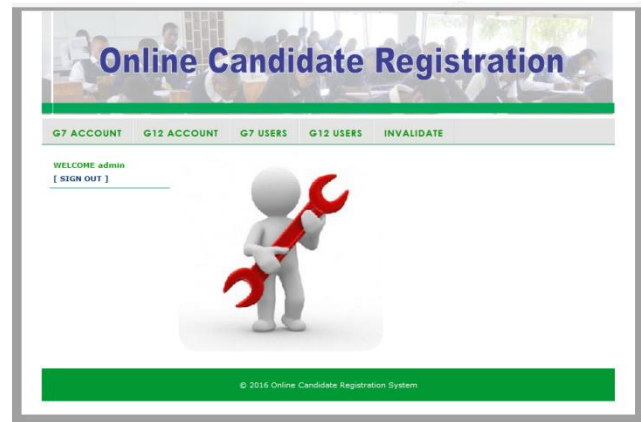 Online Candidate Registration
G7 ACCOUNT G12 ACCOUNT G7 USERS G12 USERS INVALIDATE
WELCOME admin
[ SIGN OUT ]
© 2016 Online Candidate Registration System